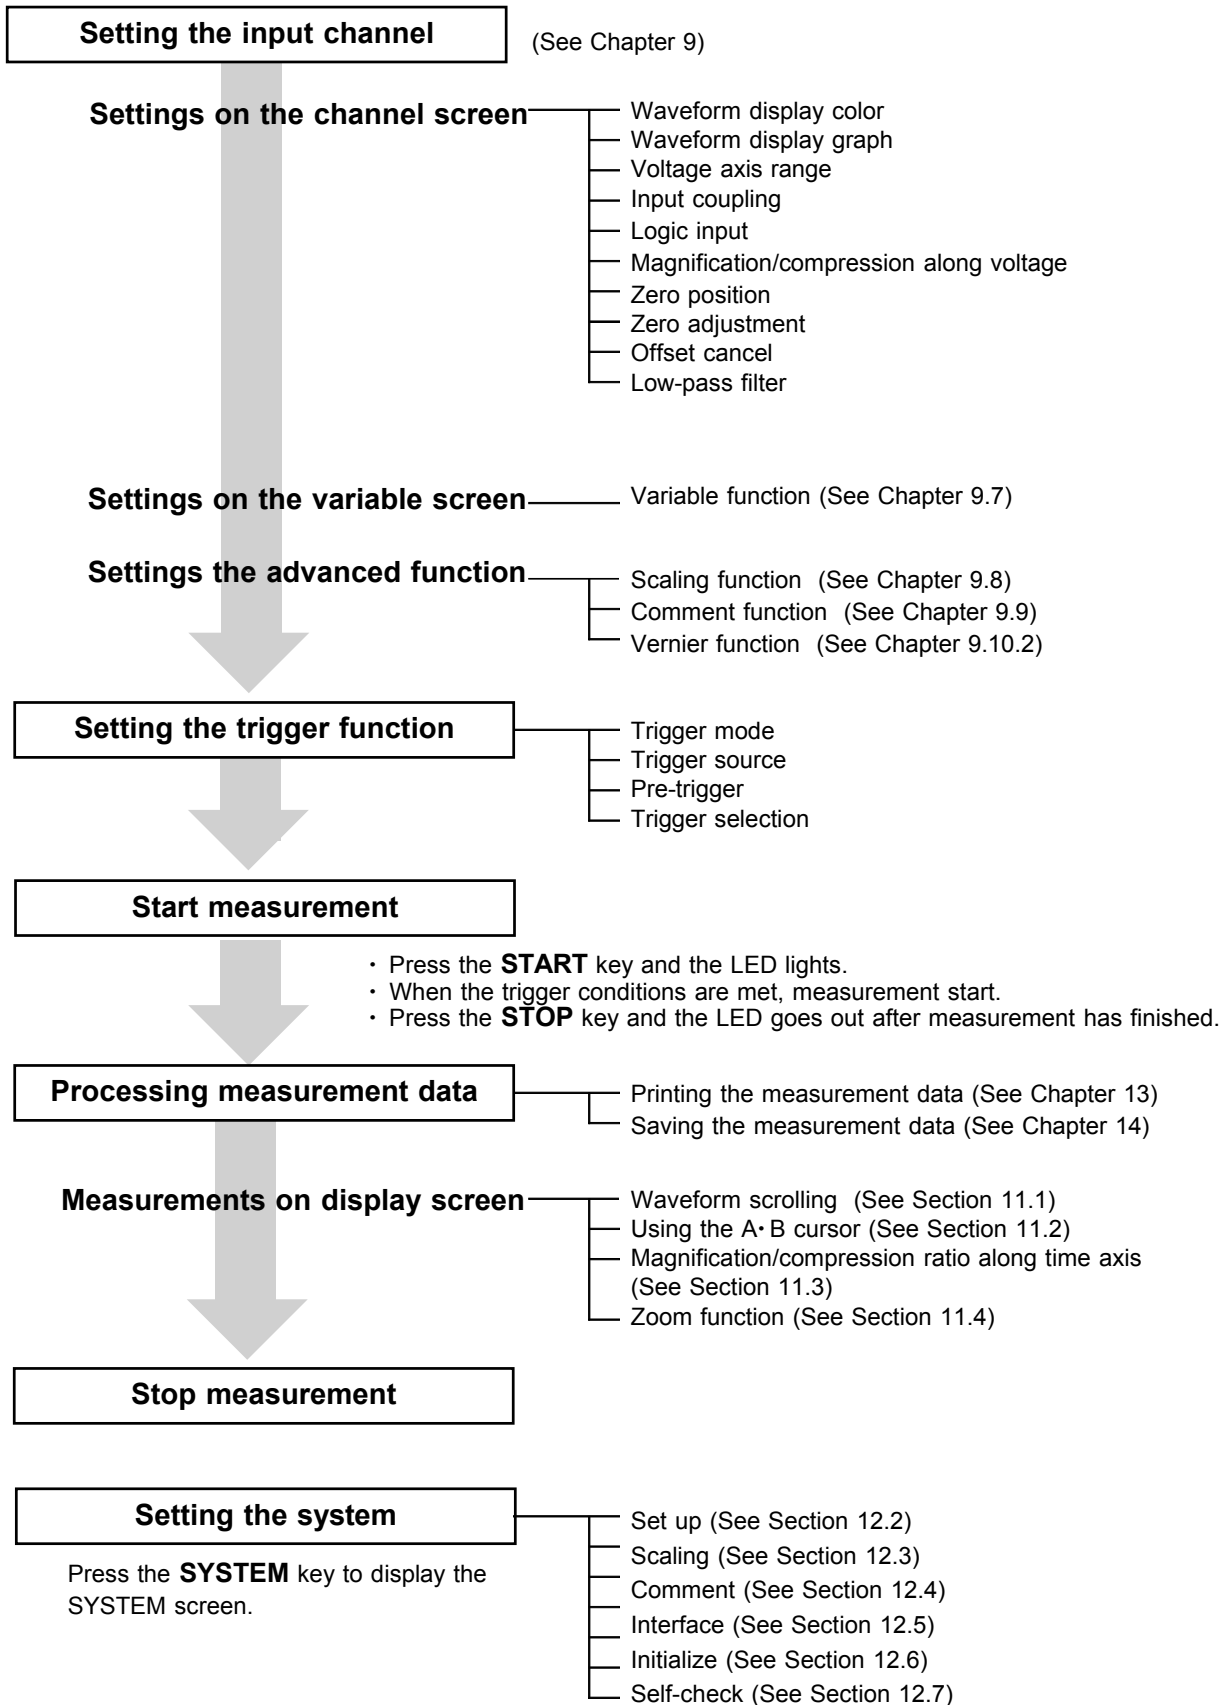 Setting the input channel
(See Chapter 9)
Settings on the channel screen
Waveform display color
Waveform display graph
Voltage axis range
Input coupling
Logic input
Magnification/compression along voltage
Zero position
Zero adjustment
Offset cancel
Low-pass filter
Settings on the variable screen
Variable function (See Chapter 9.7)
Settings the advanced function
Scaling function (See Chapter 9.8)
Comment function (See Chapter 9.9)
Vernier function (See Chapter 9.10.2)
Setting the trigger function
Trigger mode
Trigger source
Pre-trigger
Trigger selection
Start measurement
・ Press the START key and the LED lights.
・ When the trigger conditions are met, measurement start.
・ Press the STOP key and the LED goes out after measurement has finished.
Processing measurement data
Printing the measurement data (See Chapter 13)
Saving the measurement data (See Chapter 14)
Measurements on display screen
Waveform scrolling (See Section 11.1)
Using the A・B cursor (See Section 11.2)
Magnification/compression ratio along time axis
(See Section 11.3)
Zoom function (See Section 11.4)
Stop measurement
Setting the system
Press the SYSTEM key to display the
SYSTEM screen.
Set up (See Section 12.2)
Scaling (See Section 12.3)
Comment (See Section 12.4)
Interface (See Section 12.5)
Initialize (See Section 12.6)
Self-check (See Section 12.7)